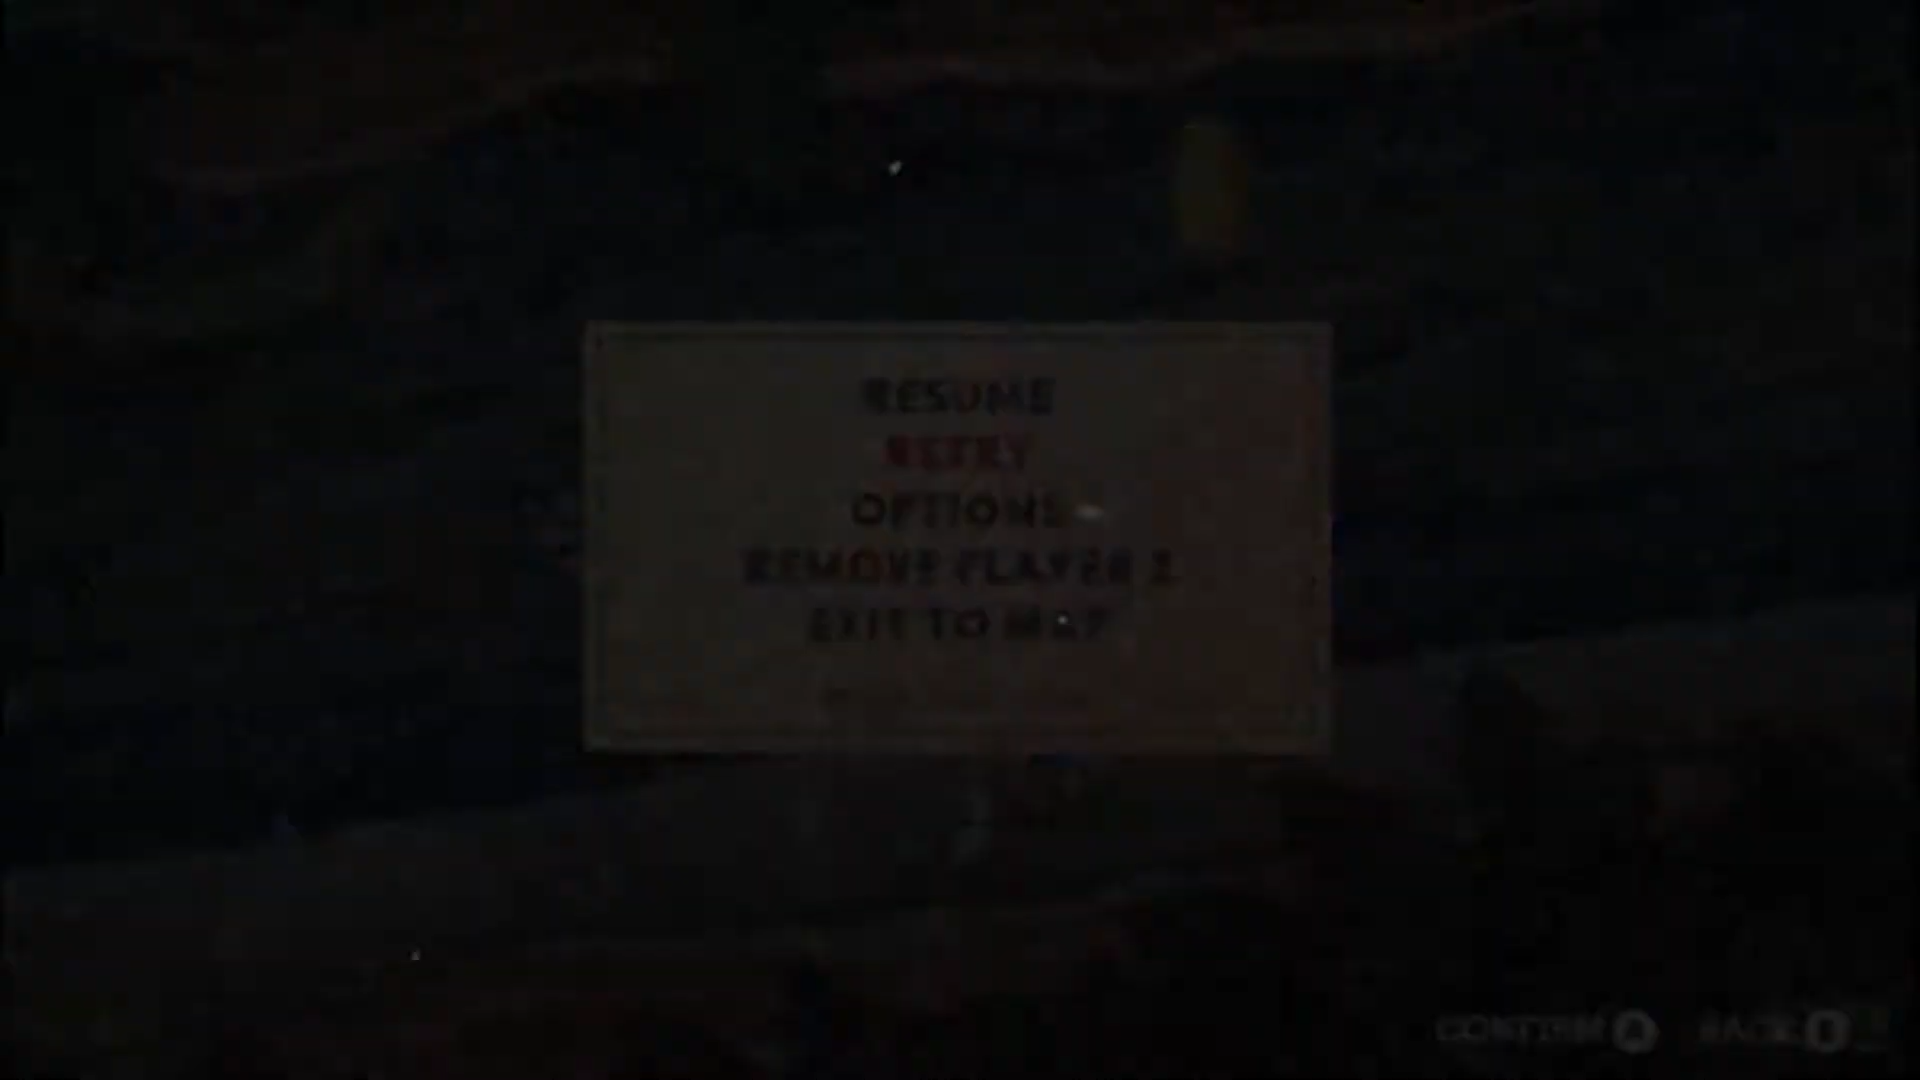 RESUME
RETRY
OPTIONS
REMOVE PLAYER 2
EXIT TO MAP
CONFIRM A BACK B